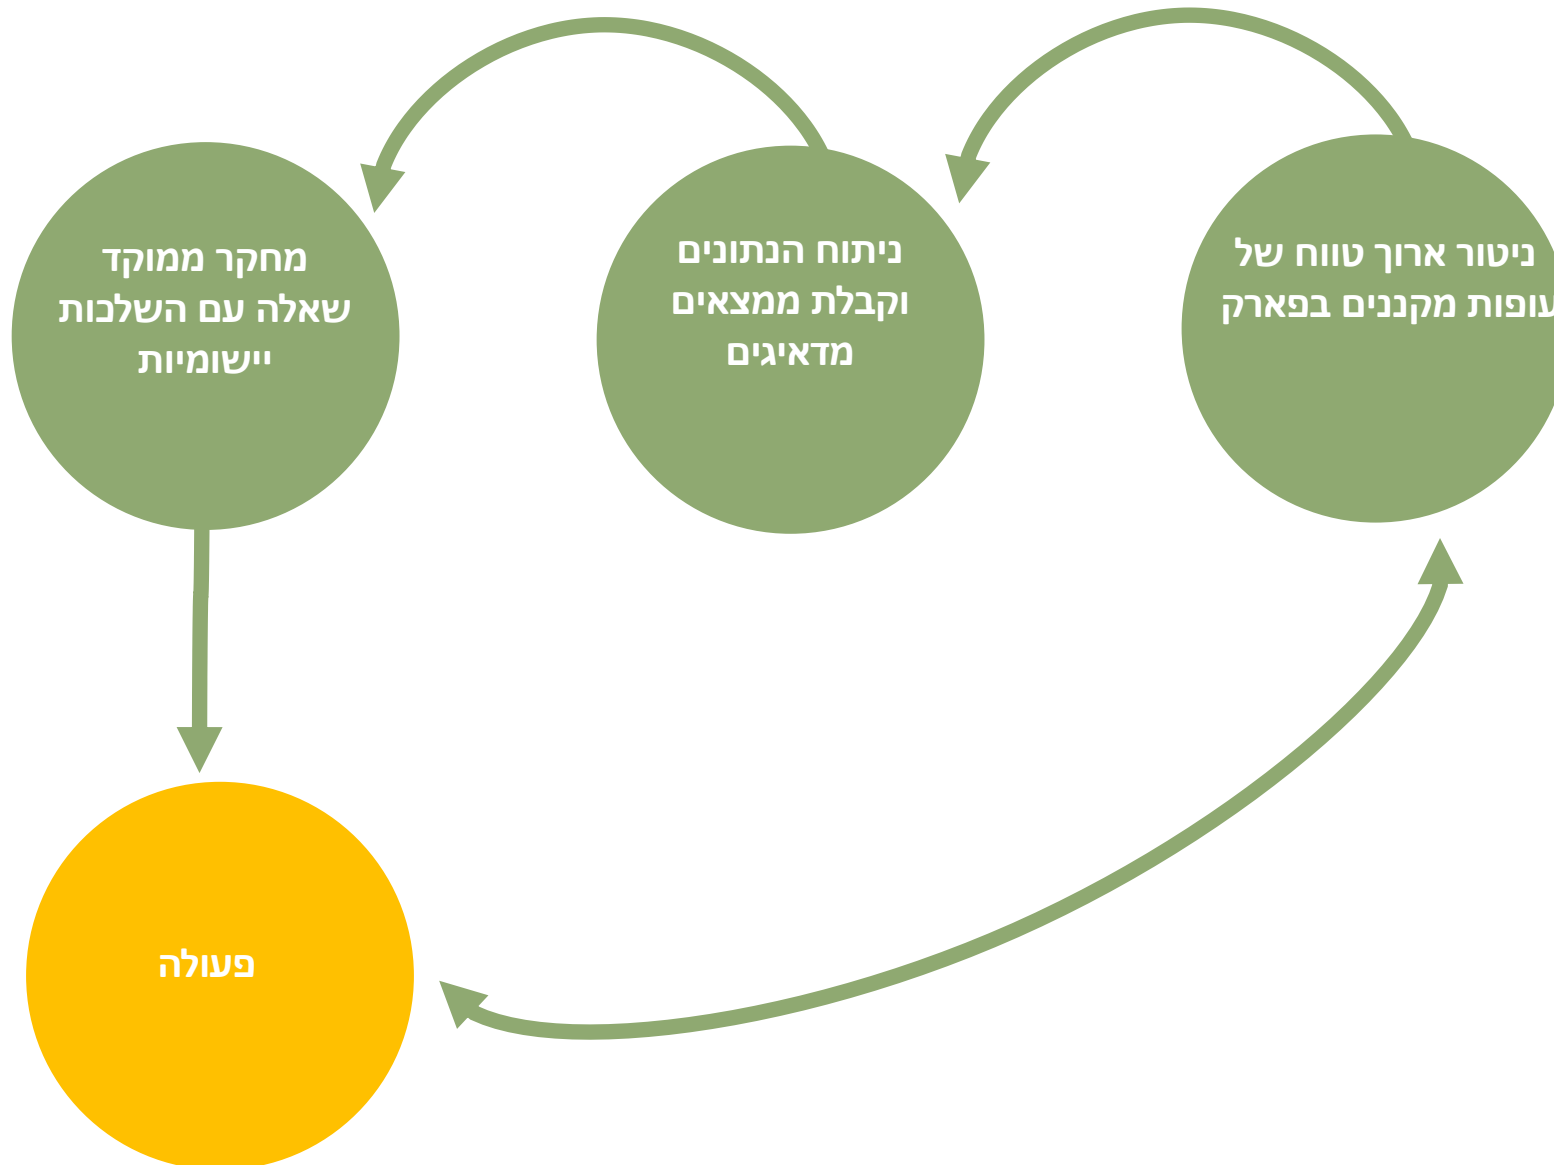 ניטור ארוך טווח של
עופות מקננים בפארק
ניתוח הנתונים
וקבלת ממצאים
מדאיגים
מחקר ממוקד
שאלה עם השלכות
יישומיות
פעולה